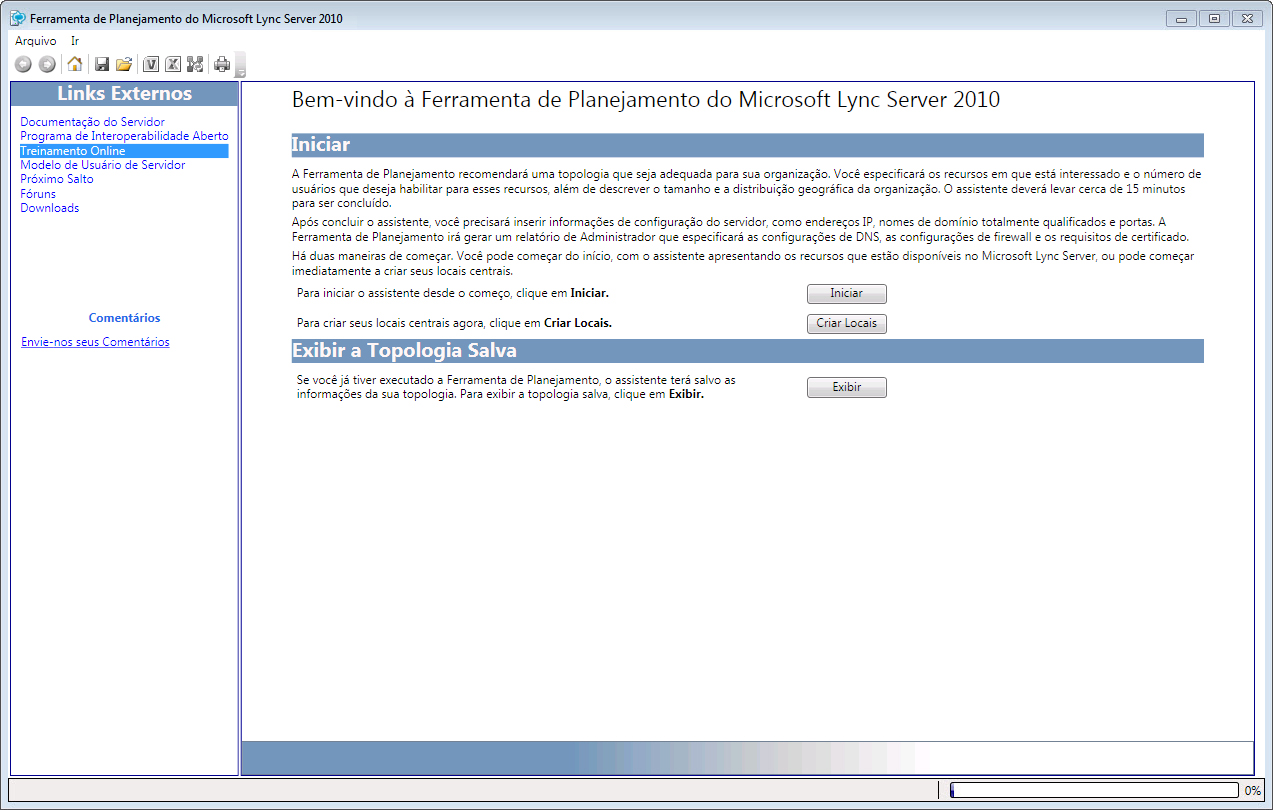 Ferramenta de Planejamento do Microsoft Lync Server 2010
Arquivo Ir
V X
Links Externos
Documentação do Servidor
Programa de Interoperabilidade Aberto
Treinamento Online
Modelo de Usuário de Servidor
Próximo Salto
Fóruns
Downloads
Comentários
Envie-nos seus Comentários
Bem-vindo à Ferramenta de Planejamento do Microsoft Lync Server 2010
Iniciar
A Ferramenta de Planejamento recomendará uma topologia que seja adequada para sua organização. Você especificará os recursos em que está interessado e o número de
usuários que deseja habilitar para esses recursos, além de descrever o tamanho e a distribuição geográfica da organização. O assistente deverá levar cerca de 15 minutos
para ser concluído.
Após concluir o assistente, você precisará inserir informações de configuração do servidor, como endereços IP, nomes de domínio totalmente qualificados e portas. A
Ferramenta de Planejamento irá gerar um relatório de Administrador que especificará as configurações de DNS, as configurações de firewall e os requisitos de certificado.
Há duas maneiras de começar. Você pode começar do início, com o assistente apresentando os recursos que estão disponíveis no Microsoft Lync Server, ou pode começar
imediatamente a criar seus locais centrais.
Para iniciar o assistente desde o começo, clique em Iniciar.
Iniciar
Para criar seus locais centrais agora, clique em Criar Locais.
Criar Locais
Exibir a Topologia Salva
Se você já tiver executado a Ferramenta de Planejamento, o assistente terá salvo as
informações da sua topologia. Para exibir a topologia salva, clique em Exibir.
Exibir
0%